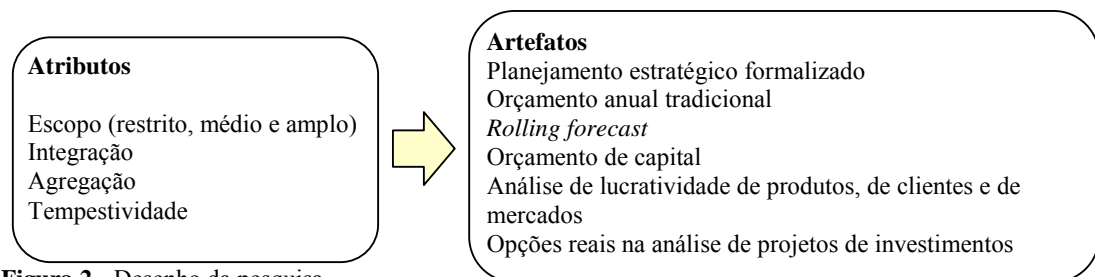 Atributos
Escopo (restrito, médio e amplo)
Integração
Agregação
Tempestividade
Artefatos
Planejamento estratégico formalizado
Orçamento anual tradicional
Rolling forecast
Orçamento de capital
Análise de lucratividade de produtos, de clientes e de
mercados
Opções reais na análise de projetos de investimentos
Figura 2 - Desenho da pesquisa